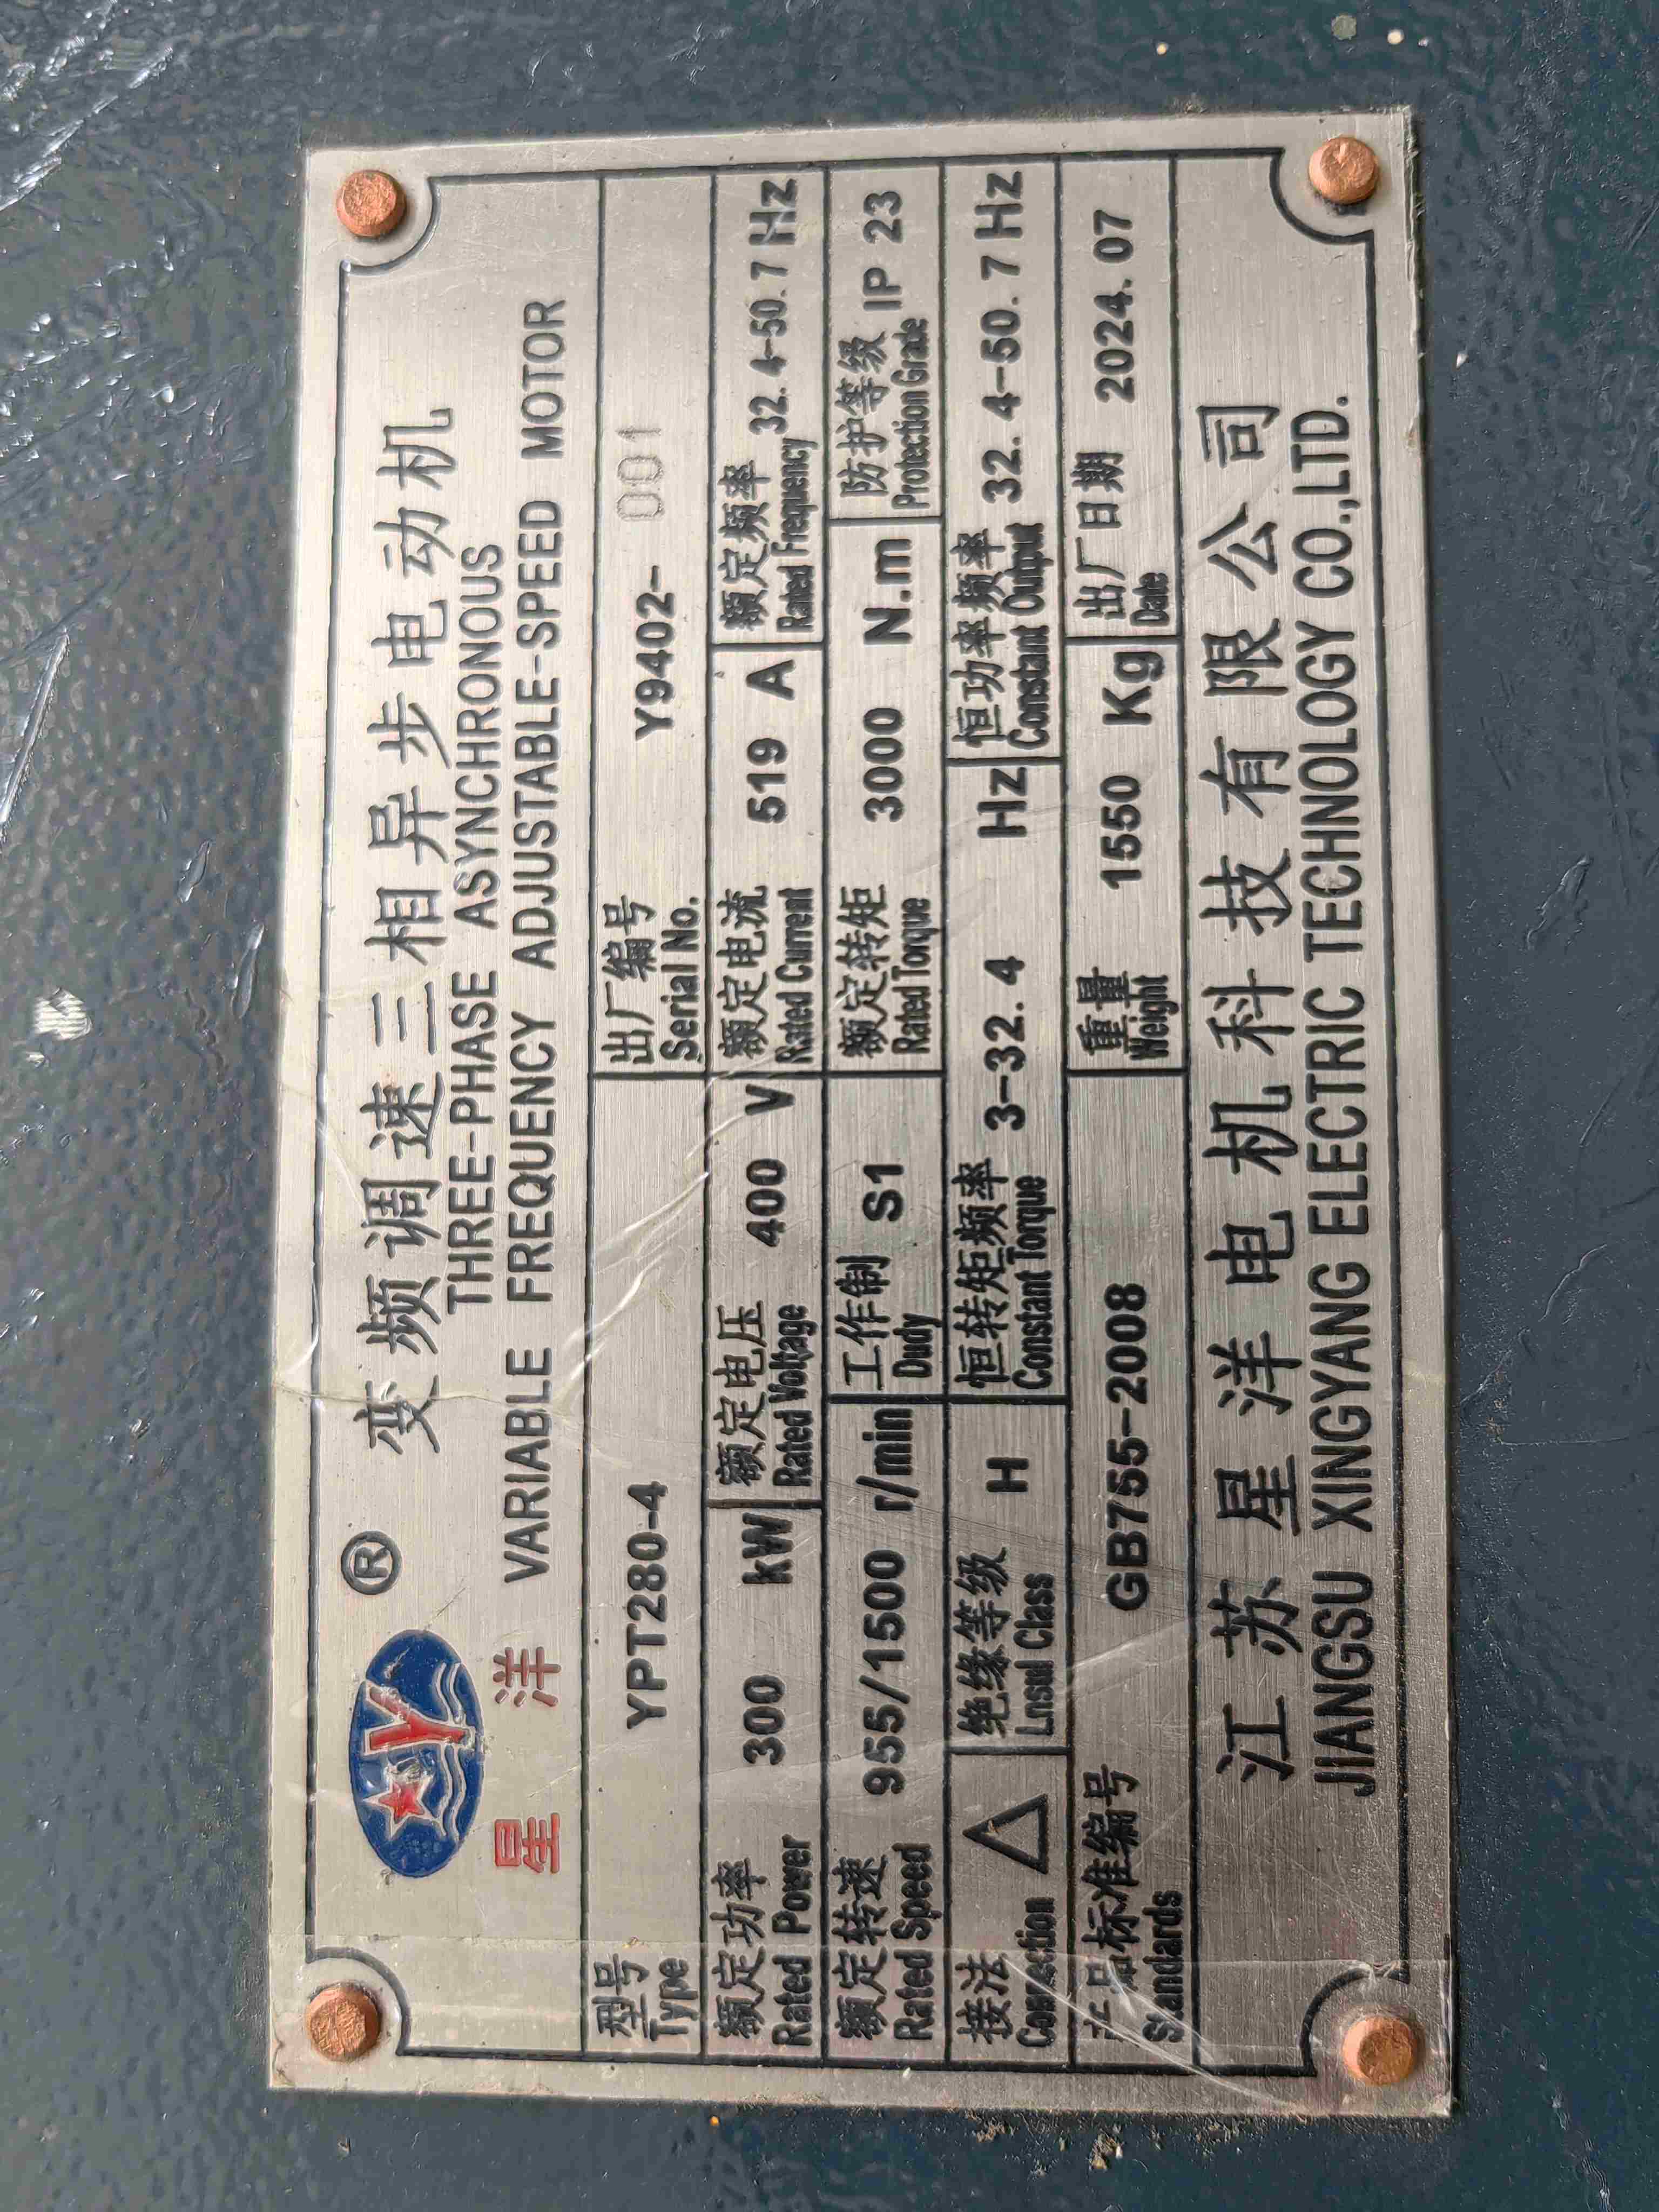 ®
星 洋
变频调速三相异步电动机
THREE-PHASE ASYNCHRONOUS
VARIABLE FREQUENCY ADJUSTABLE-SPEED MOTOR
型号 Type YPT280-4 出厂编号 Serial No. Y9402-001
额定功率 Rated Power 300 kW 额定电压 Rated Voltage 400 V 额定电流 Rated Current 519 A 额定频率 Rated Frequency 32.4-50.7Hz
额定转速 Rated Speed 955/1500 r/min 工作制 Dudy S1 额定转矩 Rated Torque 3000 N.m 防护等级 Protection Grade IP 23
接法 Connection △ 绝缘等级 Lnsul Class H 恒转矩频率 Constant Torque 3-32.4 Hz 恒功率频率 Constant Output 32.4-50.7Hz
产品标准编号 Standards GB755-2008 重量 Weight 1550 Kg 出厂日期 Date 2024.07
江苏星洋电机科技有限公司
JIANGSU XINGYANG ELECTRIC TECHNOLOGY CO.,LTD.